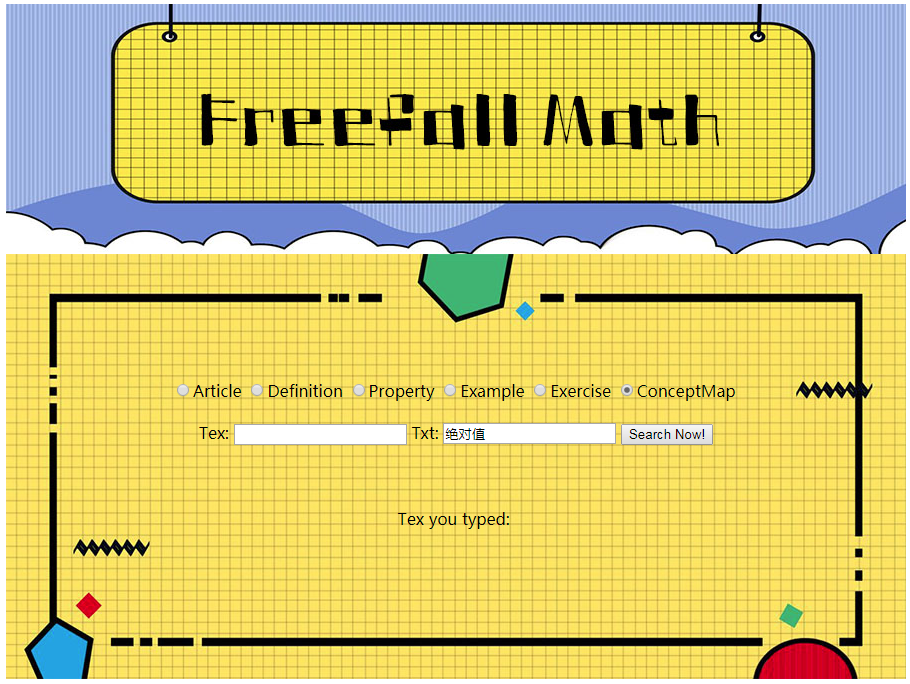 Freefall Math
Article Definition Property Example Exercise ConceptMap
Tex: Txt: 绝对值 Search Now!
Tex you typed: